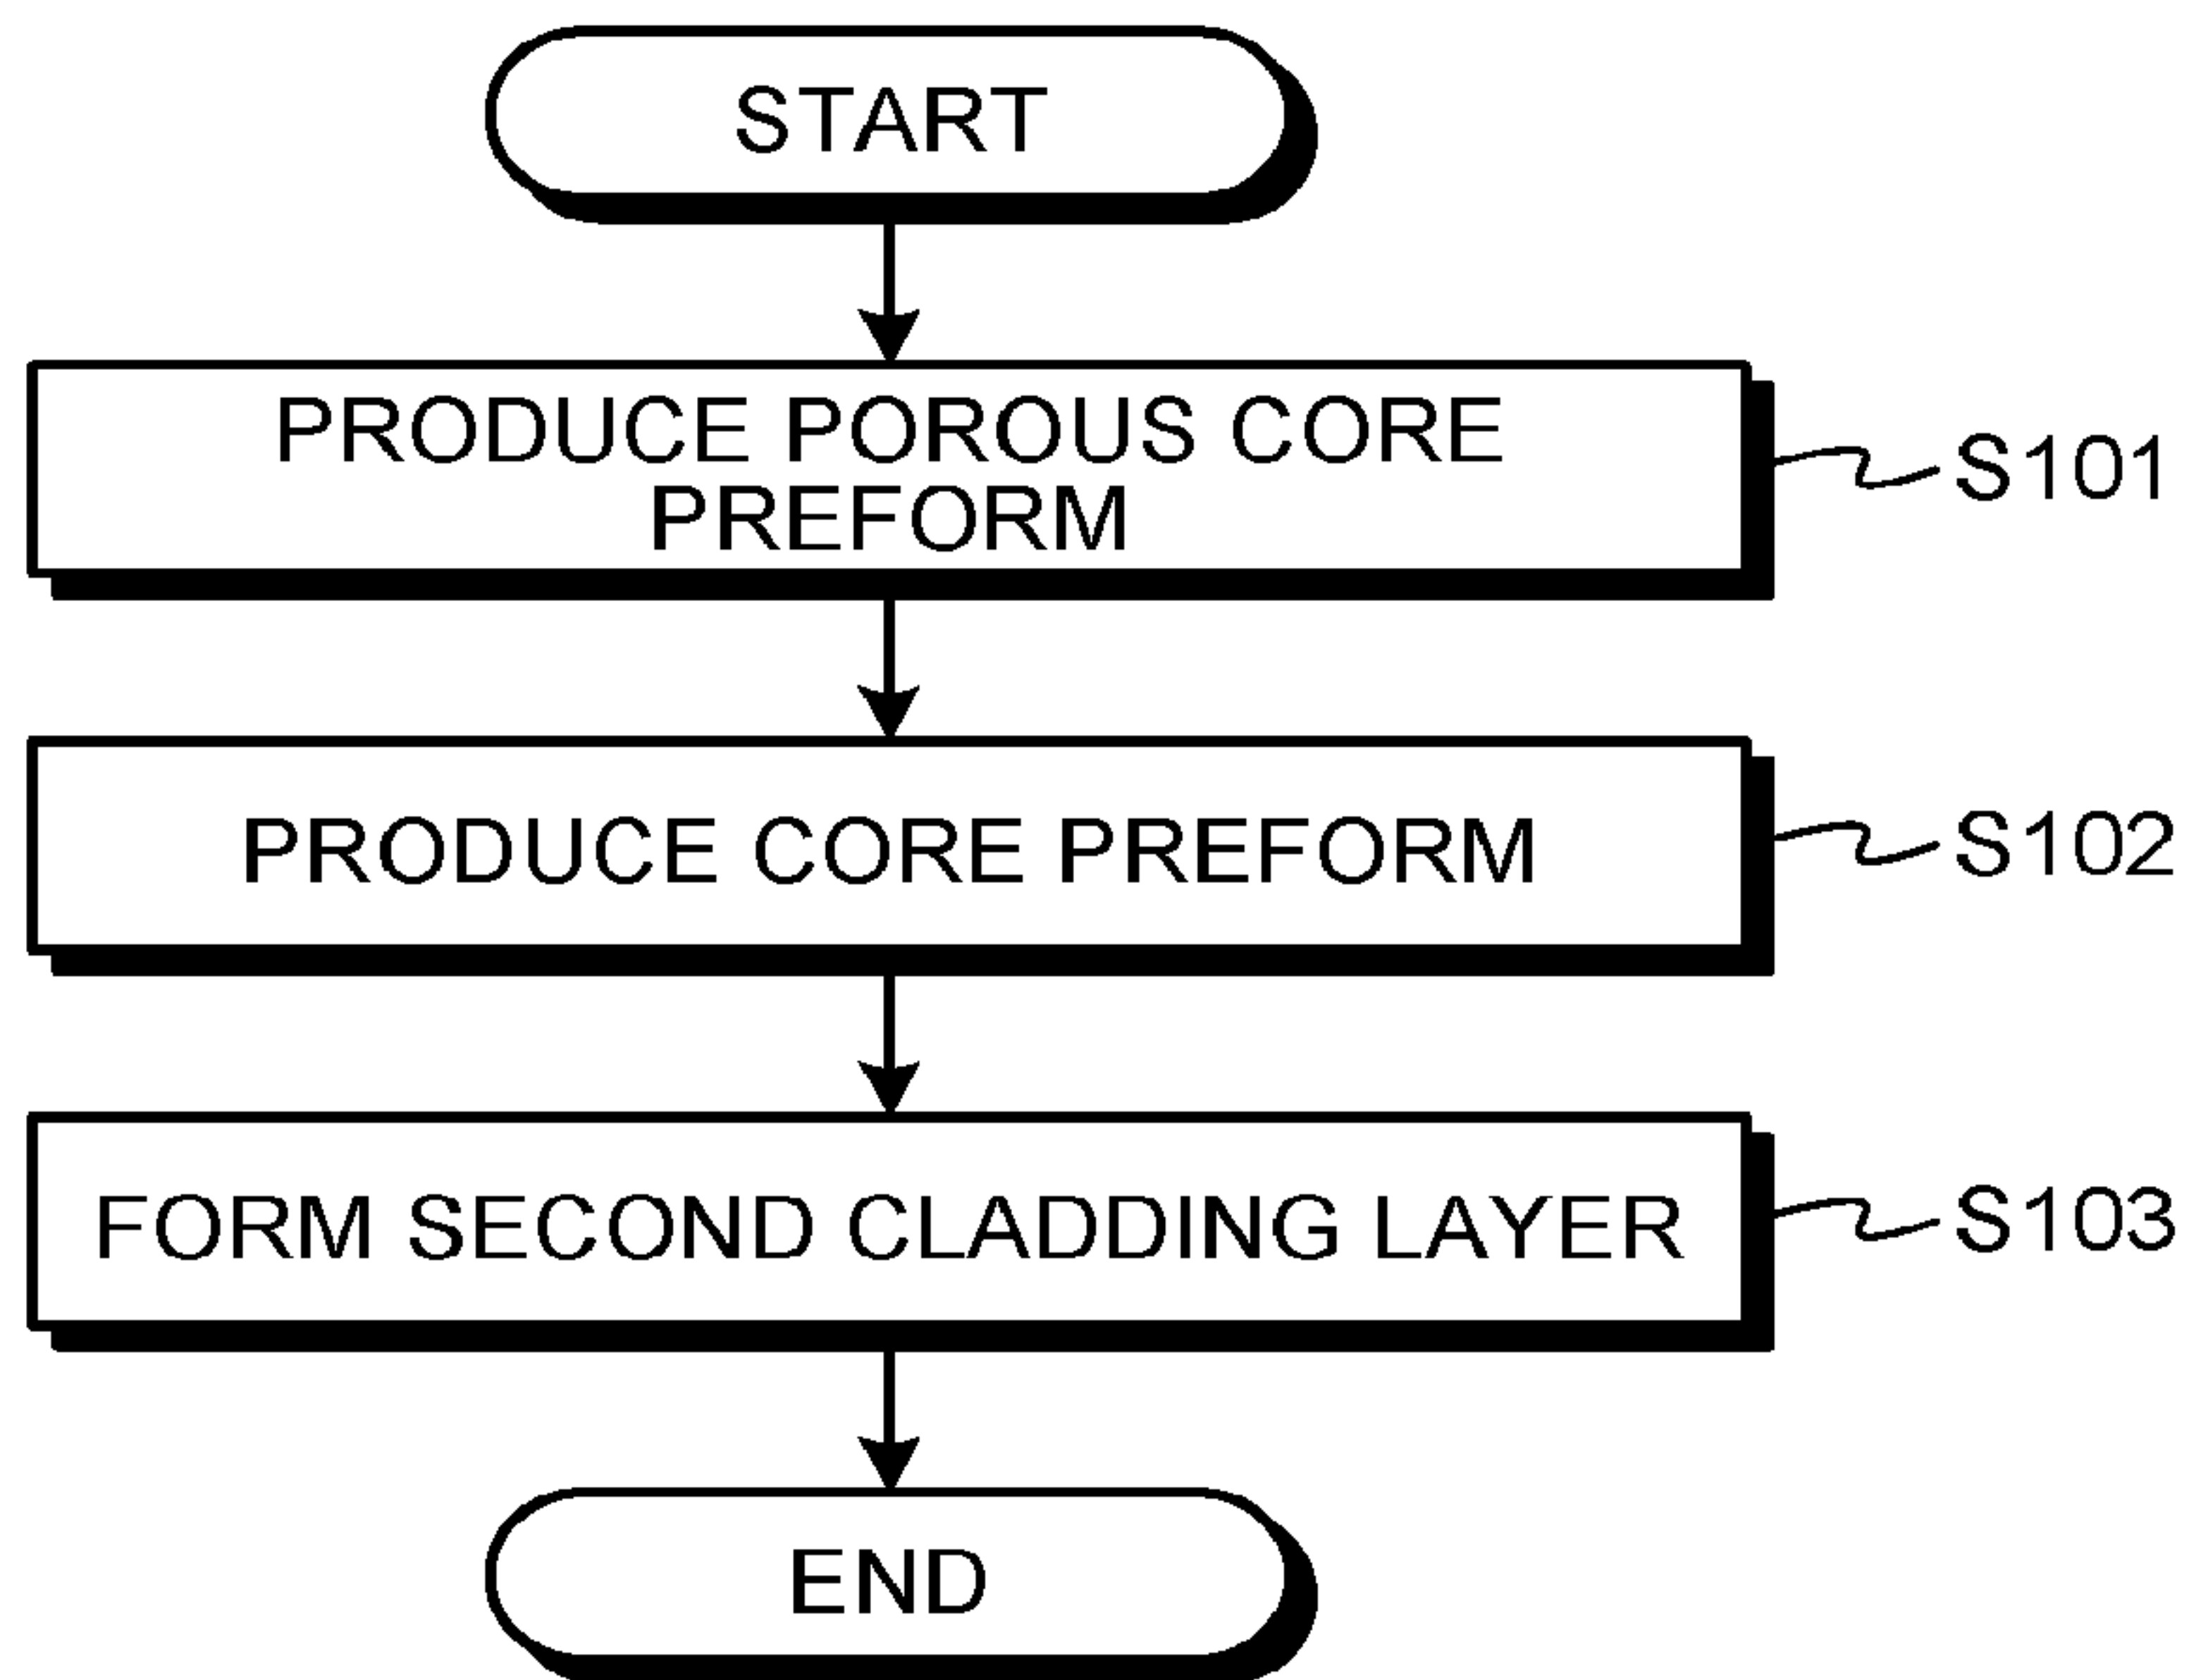 START
PRODUCE POROUS CORE
PREFORM
S101
PRODUCE CORE PREFORM
S102
FORM SECOND CLADDING LAYER
S103
END